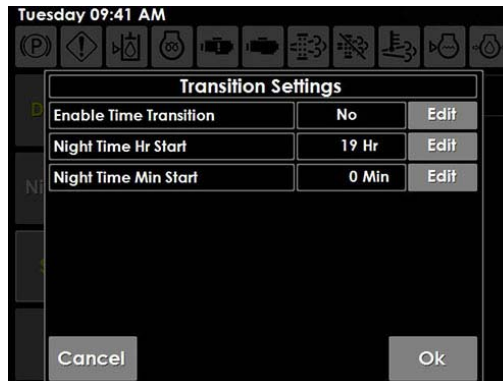 Tuesday 09:41 AM
(P)
Transition Settings
D
Enable Time Transition No Edit
Night Time Hr Start 19 Hr Edit
Ni
Night Time Min Start 0 Min Edit
S
Cancel Ok